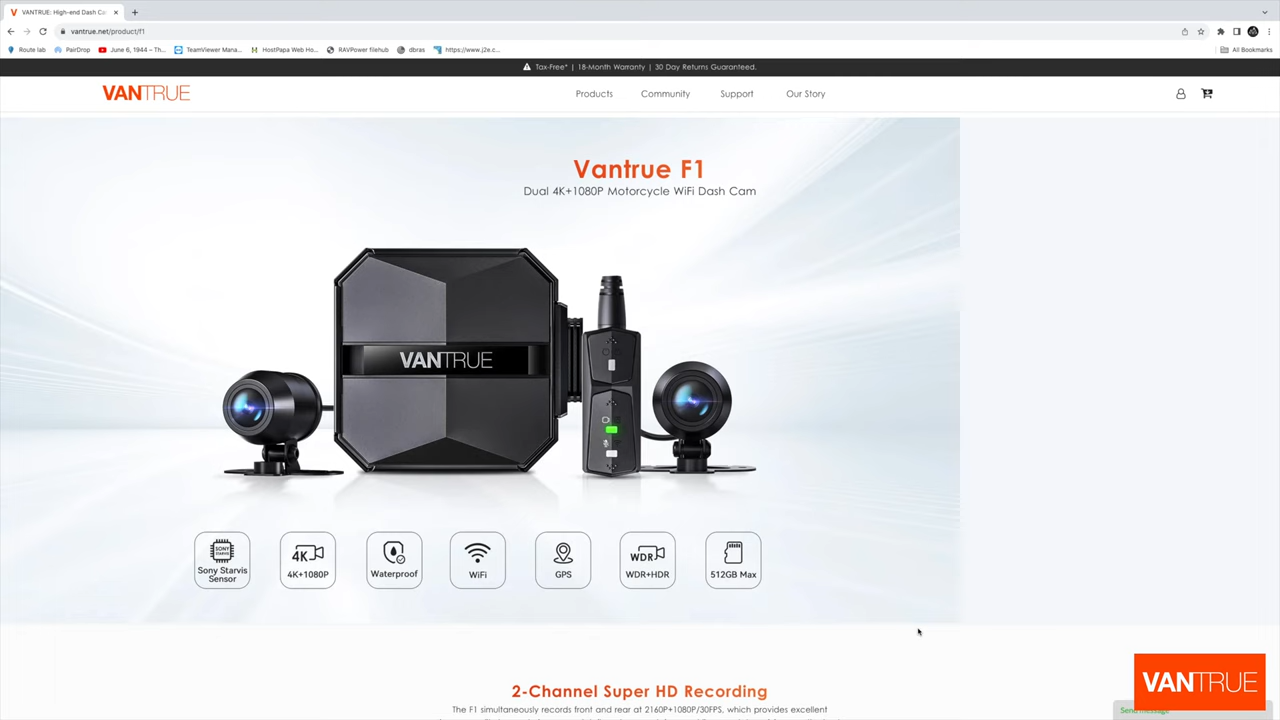 VANTRUE: High-end Dash Ca
vantrue.net/product/f1
Route lab
PairDrop
June 6, 1944 – Th...
TeamViewer Mana...
HostPapa Web Ho...
RAVPower filehub
dbras
https://www.j2e.c...
All Bookmarks
Tax-Free* | 18-Month Warranty | 30 Day Returns Guaranteed.
VANTRUE
Products
Community
Support
Our Story
Vantrue F1
Dual 4K+1080P Motorcycle WiFi Dash Cam
VANTRUE
SONY
STARVIS
Sony Starvis
Sensor
4K
4K+1080P
Waterproof
WiFi
GPS
WDR
WDR+HDR
512GB Max
2-Channel Super HD Recording
The F1 simultaneously records front and rear at 2160P+1080P/30FPS, which provides excellent
VANTRUE
Send message